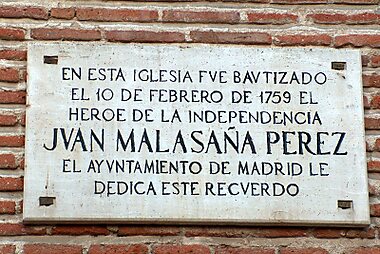 EN ESTA IGLESIA FVE BAVTIZADO
EL 10 DE FEBRERO DE 1759 EL
HEROE DE LA INDEPENDENCIA
JVAN MALASAÑA PEREZ
EL AYVNTAMIENTO DE MADRID LE
DEDICA ESTE RECVERDO